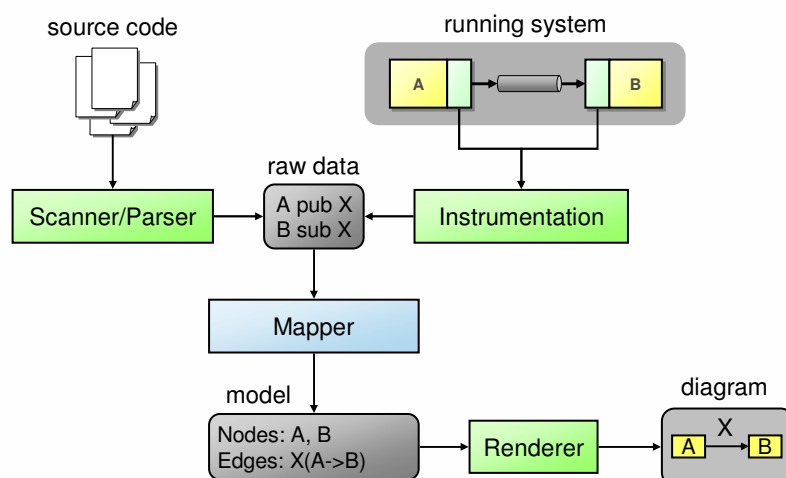 source code
running system
A
B
raw data
Scanner/Parser
A pub X
B sub X
Instrumentation
Mapper
model
diagram
Nodes: A, B
Edges: X(A->B)
Renderer
X
A
B